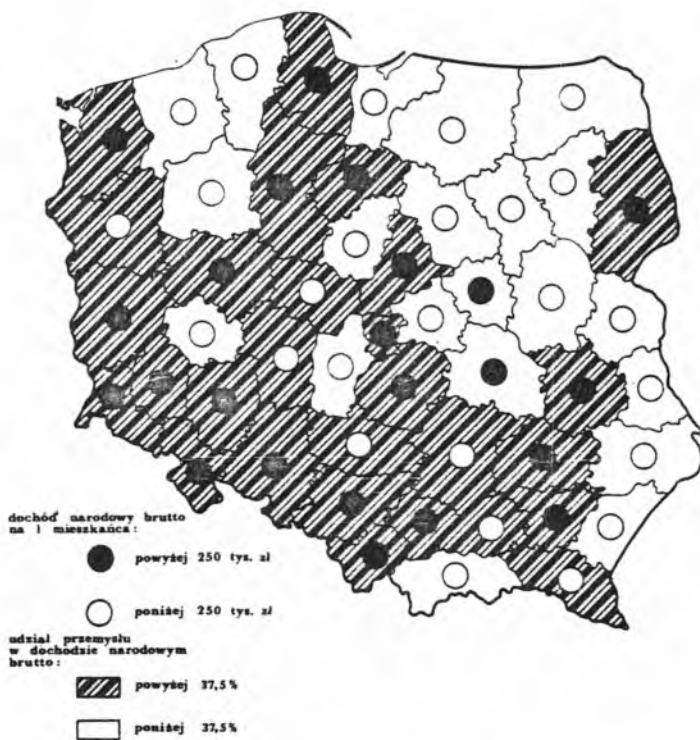 dochód narodowy brutto
na 1 mieszkańca:
powyżej 250 tys. zł
poniżej 250 tys. zł
udział przemysłu
w dochodzie narodowym
brutto:
powyżej 37,5%
poniżej 37,5%